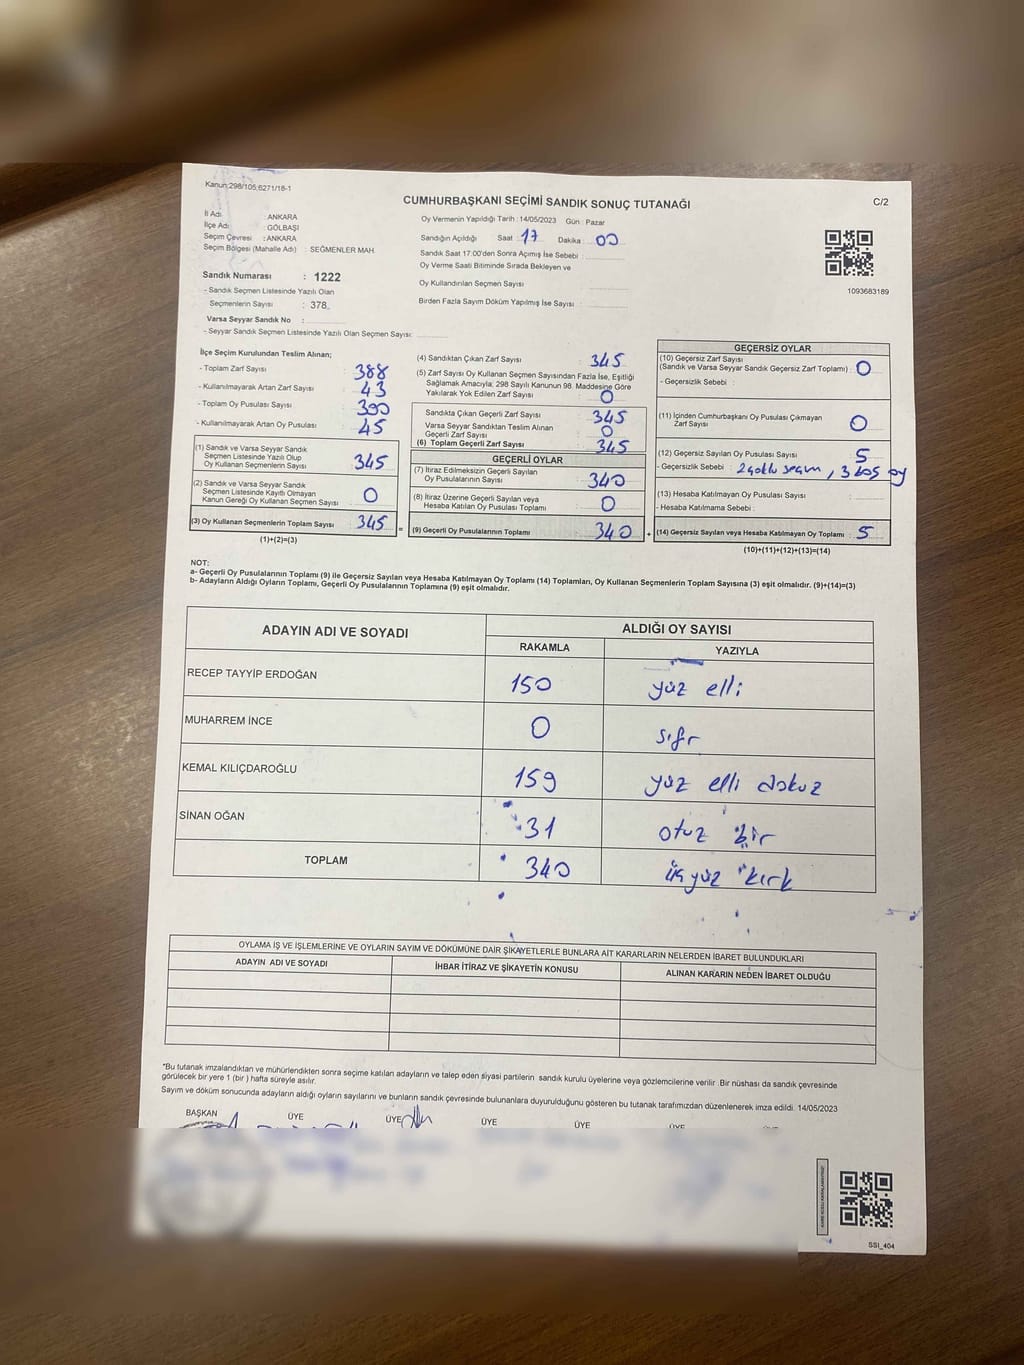 Kanun:298/105;6271/18-1
CUMHURBAŞKANI SEÇİMİ SANDIK SONUÇ TUTANAĞI
C/2
İl Adı : ANKARA
İlçe Adı : GÖLBAŞI
Seçim Çevresi : ANKARA
Seçim Bölgesi (Mahalle Adı) : SEĞMENLER MAH.
Sandık Numarası : 1222
- Sandık Seçmen Listesinde Yazılı Olan
Seçmenlerin Sayısı : 378
Varsa Seyyar Sandık No :
- Seyyar Sandık Seçmen Listesinde Yazılı Olan Seçmen Sayısı:
Oy Vermenin Yapıldığı Tarih : 14/05/2023 Gün : Pazar
Sandığın Açıldığı Saat 17 Dakika : 00
Sandık Saat 17:00'den Sonra Açımış İse Sebebi :
Oy Verme Saati Bitiminde Sırada Bekleyen ve
Oy Kullandırılan Seçmen Sayısı :
Birden Fazla Sayım Döküm Yapılmış İse Sayısı :
1093683189
İlçe Seçim Kurulundan Teslim Alınan;
- Toplam Zarf Sayısı 388
- Kullanılmayarak Artan Zarf Sayısı 43
- Toplam Oy Pusulası Sayısı 390
- Kullanılmayarak Artan Oy Pusulası 45
(1) Sandık ve Varsa Seyyar Sandık
Seçmen Listesinde Yazılı Olup
Oy Kullanan Seçmenlerin Sayısı 345
(2) Sandık ve Varsa Seyyar Sandık
Seçmen Listesinde Kayıtlı Olmayan
Kanun Gereği Oy Kullanan Seçmen Sayısı 0
(3) Oy Kullanan Seçmenlerin Toplam Sayısı 345
(1)+(2)=(3)
=
(4) Sandıktan Çıkan Zarf Sayısı 345
(5) Zarf Sayısı Oy Kullanan Seçmen Sayısından Fazla İse, Eşitliği
Sağlamak Amacıyla; 298 Sayılı Kanunun 98. Maddesine Göre
Yakılarak Yok Edilen Zarf Sayısı 0
Sandıkta Çıkan Geçerli Zarf Sayısı 345
Varsa Seyyar Sandıktan Teslim Alınan
Geçerli Zarf Sayısı 0
(6) Toplam Geçerli Zarf Sayısı 345
GEÇERLİ OYLAR
(7) İtiraz Edilmeksizin Geçerli Sayılan
Oy Pusulalarının Sayısı 340
(8) İtiraz Üzerine Geçerli Sayılan veya
Hesaba Katılan Oy Pusulası Toplamı 0
(9) Geçerli Oy Pusulalarının Toplamı 340
+
GEÇERSİZ OYLAR
(10) Geçersiz Zarf Sayısı
(Sandık ve Varsa Seyyar Sandık Geçersiz Zarf Toplamı) : 0
- Geçersizlik Sebebi :
(11) İçinden Cumhurbaşkanı Oy Pusulası Çıkmayan
Zarf Sayısı 0
(12) Geçersiz Sayılan Oy Pusulası Sayısı 5
- Geçersizlik Sebebi : 2 çoklu seçim, 3 boş oy
(13) Hesaba Katılmayan Oy Pusulası Sayısı :
- Hesaba Katılmama Sebebi :
(14) Geçersiz Sayılan veya Hesaba Katılmayan Oy Toplamı : 5
(10)+(11)+(12)+(13)=(14)
NOT:
a- Geçerli Oy Pusulalarının Toplamı (9) ile Geçersiz Sayılan veya Hesaba Katılmayan Oy Toplamı (14) Toplamları, Oy Kullanan Seçmenlerin Toplam Sayısına (3) eşit olmalıdır. (9)+(14)=(3)
b- Adayların Aldığı Oyların Toplamı, Geçerli Oy Pusulalarının Toplamına (9) eşit olmalıdır.
ADAYIN ADI VE SOYADI ALDIĞI OY SAYISI
RAKAMLA YAZIYLA
RECEP TAYYİP ERDOĞAN 150 yüz elli
MUHARREM İNCE 0 sıfır
KEMAL KILIÇDAROĞLU 159 yüz elli dokuz
SİNAN OĞAN 31 otuz bir
TOPLAM 340 üçyüz kırk
OYLAMA İŞ VE İŞLEMLERİNE VE OYLARIN SAYIM VE DÖKÜMÜNE DAİR ŞİKAYETLERLE BUNLARA AİT KARARLARIN NELERDEN İBARET BULUNDUKLARI
ADAYIN ADI VE SOYADI İHBAR İTİRAZ VE ŞİKAYETİN KONUSU ALINAN KARARIN NEDEN İBARET OLDUĞU
*Bu tutanak imzalandıktan ve mühürlendikten sonra seçime katılan adayların ve talep eden siyasi partilerin sandık kurulu üyelerine veya gözlemcilerine verilir .Bir nüshası da sandık çevresinde
görülecek bir yere 1 (bir ) hafta süreyle asılır.
Sayım ve döküm sonucunda adayların aldığı oyların sayılarını ve bunların sandık çevresinde bulunanlara duyurulduğunu gösteren bu tutanak tarafımızdan düzenlenerek imza edildi. 14/05/2023
BAŞKAN ÜYE ÜYE ÜYE ÜYE ÜYE
SSI_404